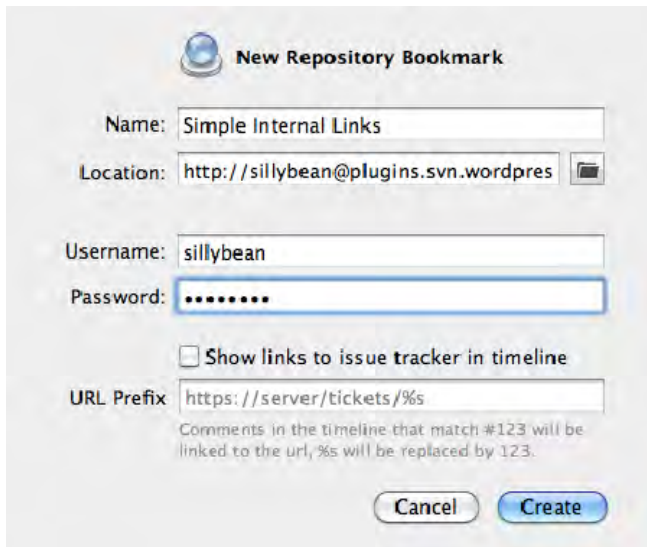 New Repository Bookmark
Name: Simple Internal Links
Location: http://sillybean@plugins.svn.wordpres
Username: sillybean
Password: ••••••••
Show links to issue tracker in timeline
URL Prefix https://server/tickets/%s
Comments in the timeline that match #123 will be
linked to the url, %s will be replaced by 123.
Cancel Create